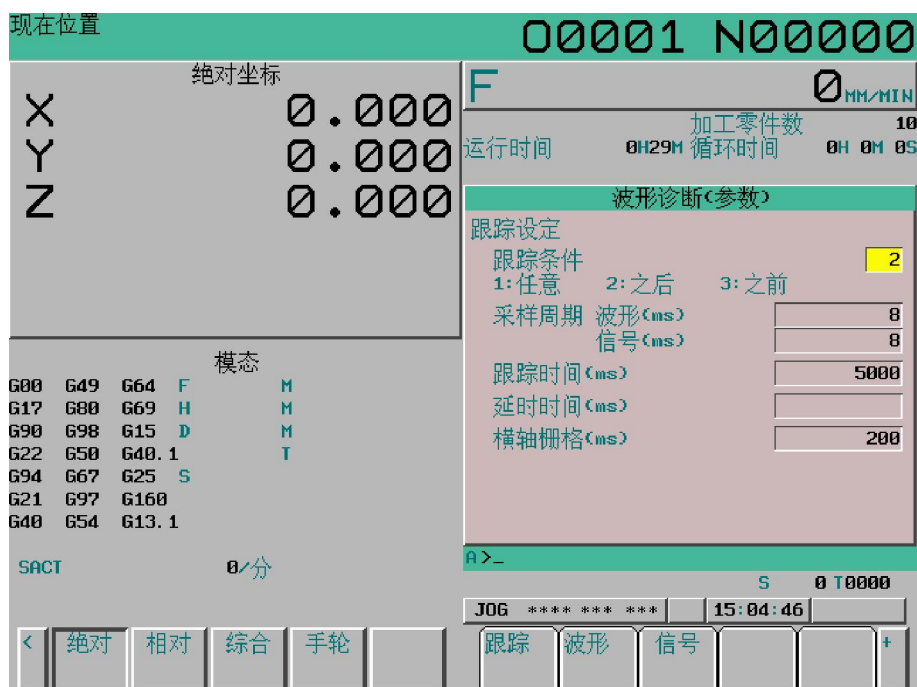 现在位置
O0001 N00000
绝对坐标
X 0.000
Y 0.000
Z 0.000
F 0 MM/MIN
加工零件数 10
运行时间 0H29M 循环时间 0H 0M 0S
波形诊断(参数)
跟踪设定
跟踪条件 2
1:任意 2:之后 3:之前
采样周期 波形(ms) 8
信号(ms) 8
跟踪时间(ms) 5000
延时时间(ms)
横轴栅格(ms) 200
模态
G00 G49 G64 F M
G17 G80 G69 H M
G90 G98 G15 D M
G22 G50 G40.1 T
G94 G67 G25 S
G21 G97 G160
G40 G54 G13.1
SACT 0/分
A>_
S 0 T0000
JOG **** *** *** 15:04:46
< 绝对 相对 综合 手轮 跟踪 波形 信号 +